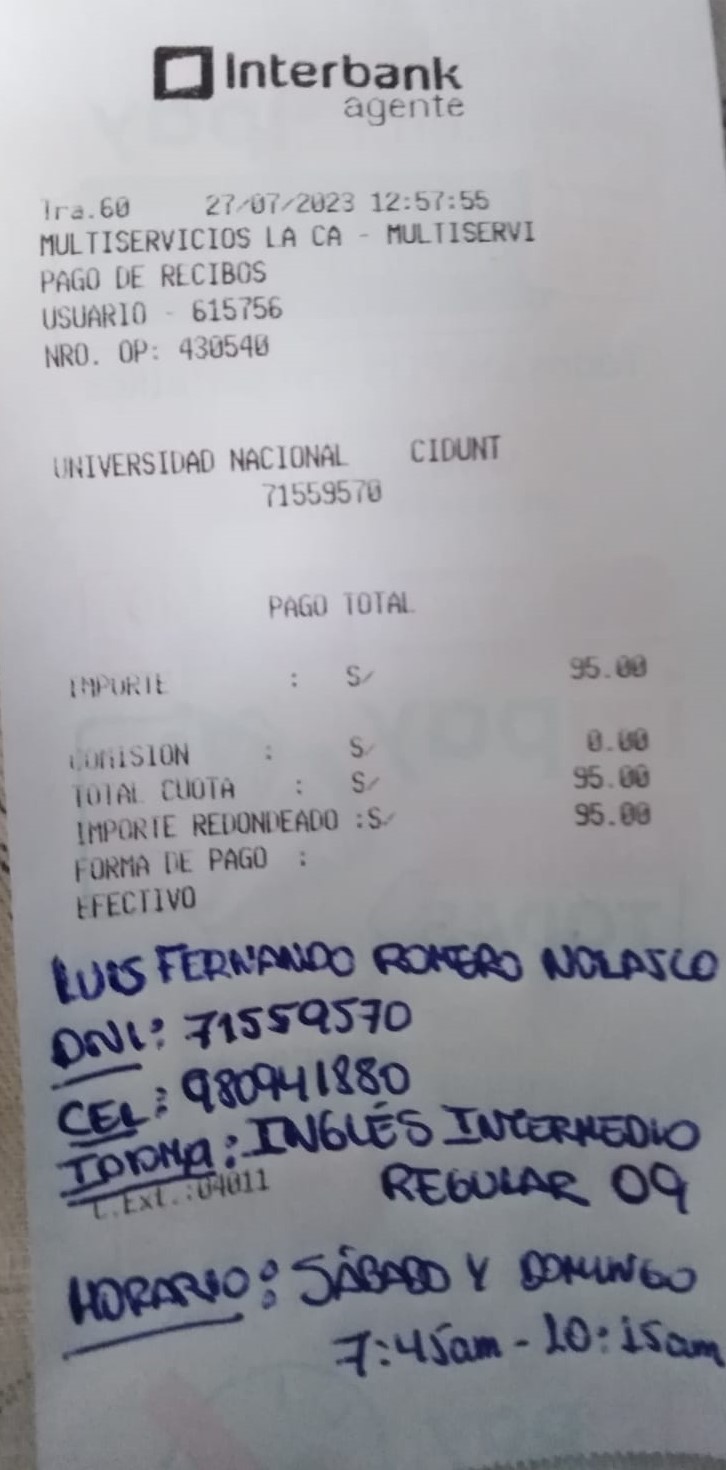 Interbank
agente
Tra.60 27/07/2023 12:57:55
MULTISERVICIOS LA CA - MULTISERVI
PAGO DE RECIBOS
USUARIO - 615756
NRO. OP: 430540
UNIVERSIDAD NACIONAL CIDUNT
71559570
PAGO TOTAL
IMPORTE : S/ 95.00
COMISION : S/ 0.00
TOTAL CUOTA : S/ 95.00
IMPORTE REDONDEADO :S/ 95.00
FORMA DE PAGO :
EFECTIVO
LUIS FERNANDO ROMERO NOLASCO
DNI: 71559570
CEL: 980941880
IDIOMA: INGLÉS INTERMEDIO
T.Ext.:04011 REGULAR 09
HORARIO: SÁBADO Y DOMINGO
7:45am - 10:15am